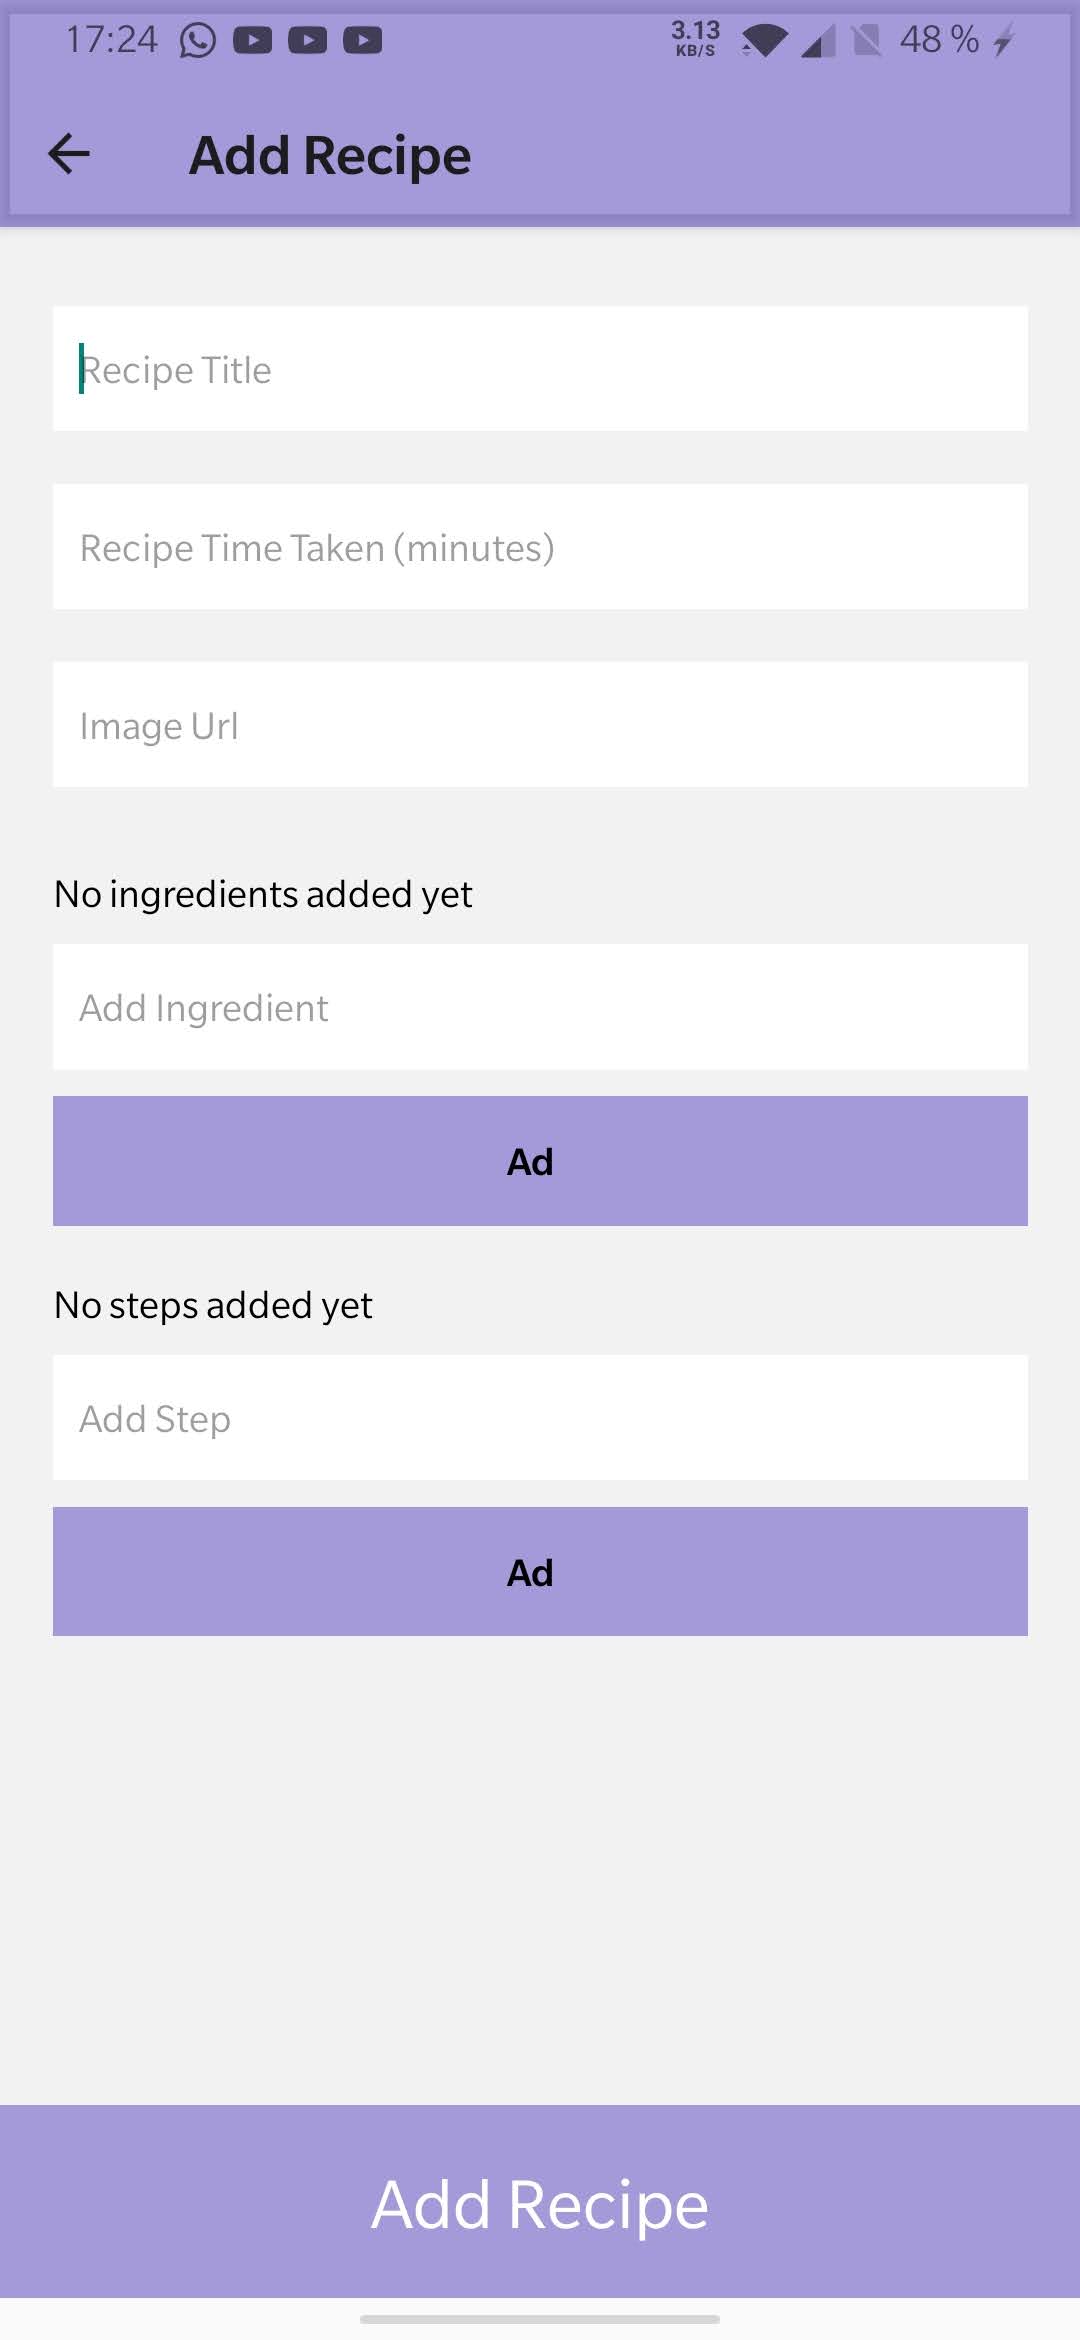 17:24 3.13 KB/S 48 %
Add Recipe
Recipe Title
Recipe Time Taken (minutes)
Image Url
No ingredients added yet
Add Ingredient
Ad
No steps added yet
Add Step
Ad
Add Recipe